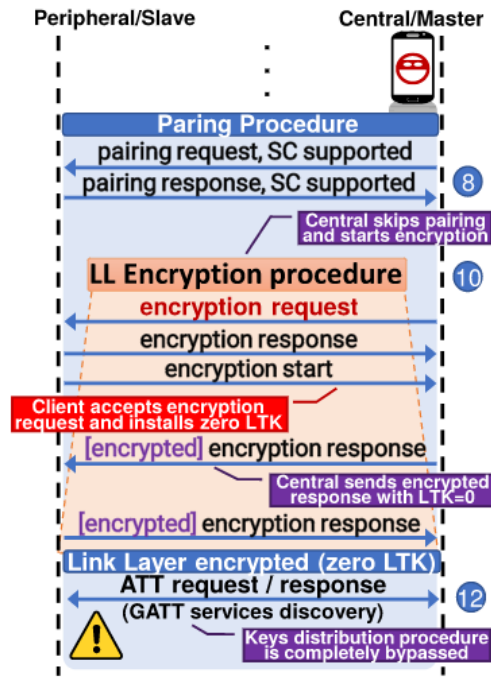 Peripheral/Slave
Central/Master
Paring Procedure
pairing request, SC supported
8
pairing response, SC supported
Central skips pairing
and starts encryption
LL Encryption procedure
10
encryption request
encryption response
encryption start
Client accepts encryption
request and installs zero LTK
[encrypted] encryption response
Central sends encrypted
response with LTK=0
[encrypted] encryption response
Link Layer encrypted (zero LTK)
ATT request / response
12
(GATT services discovery)
Keys distribution procedure
is completely bypassed